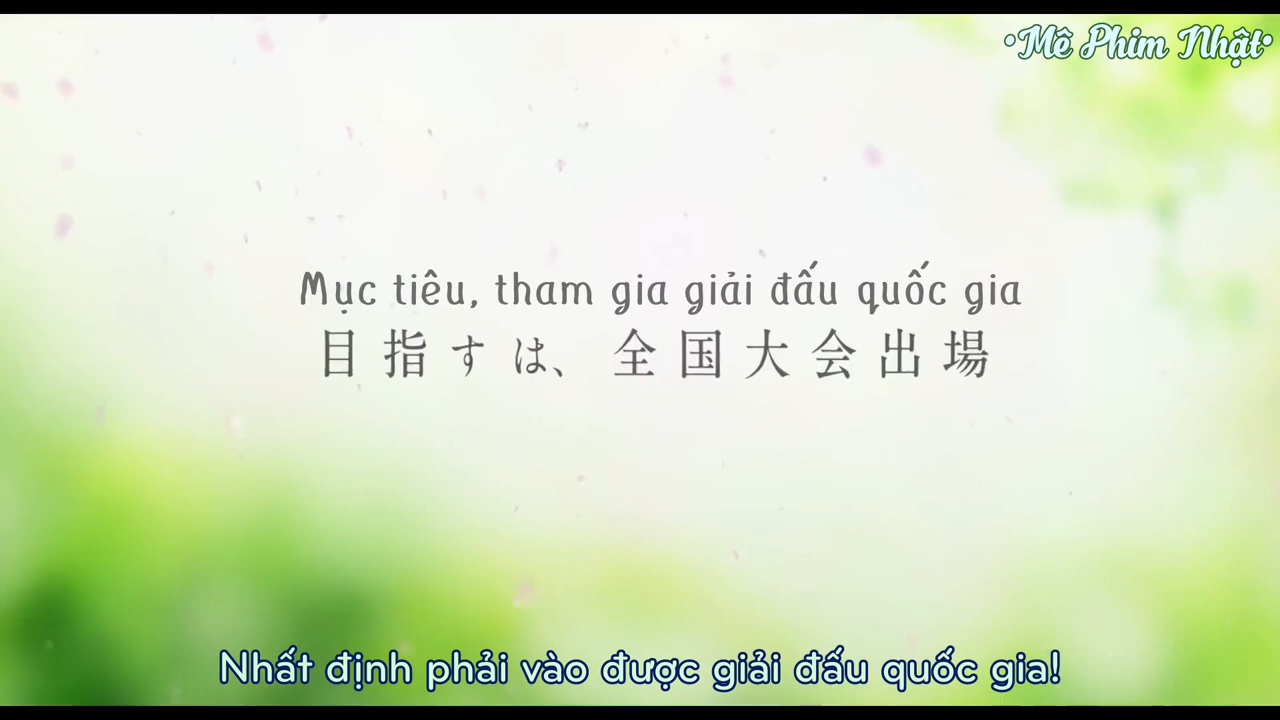 •Mê Phim Nhật•
Mục tiêu, tham gia giải đấu quốc gia
目指すは、全国大会出場
Nhất định phải vào được giải đấu quốc gia!